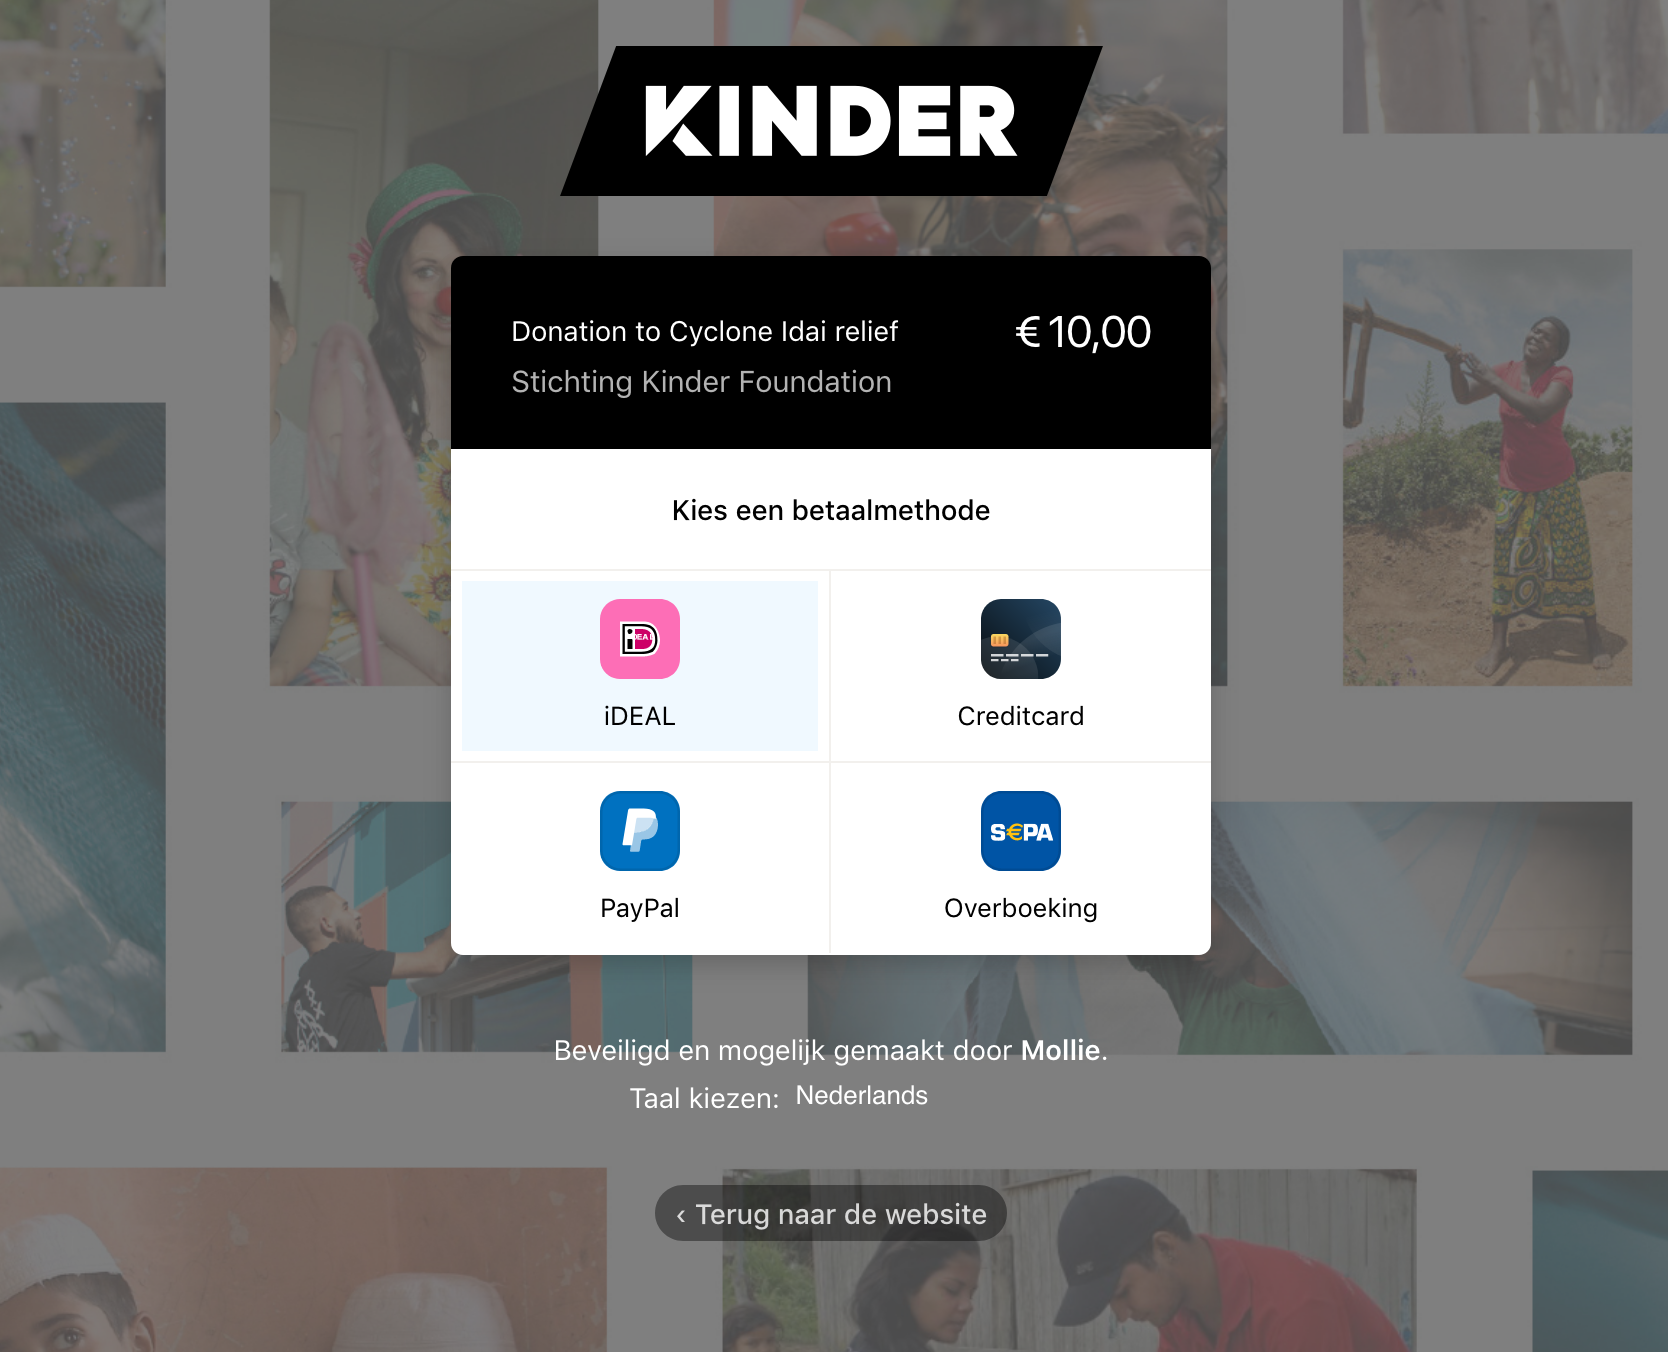 KINDER
Donation to Cyclone Idai relief
€ 10,00
Stichting Kinder Foundation
Kies een betaalmethode
iDEAL
iDEAL
Creditcard
PayPal
S€PA
Overboeking
Beveiligd en mogelijk gemaakt door Mollie.
Taal kiezen: Nederlands
‹ Terug naar de website